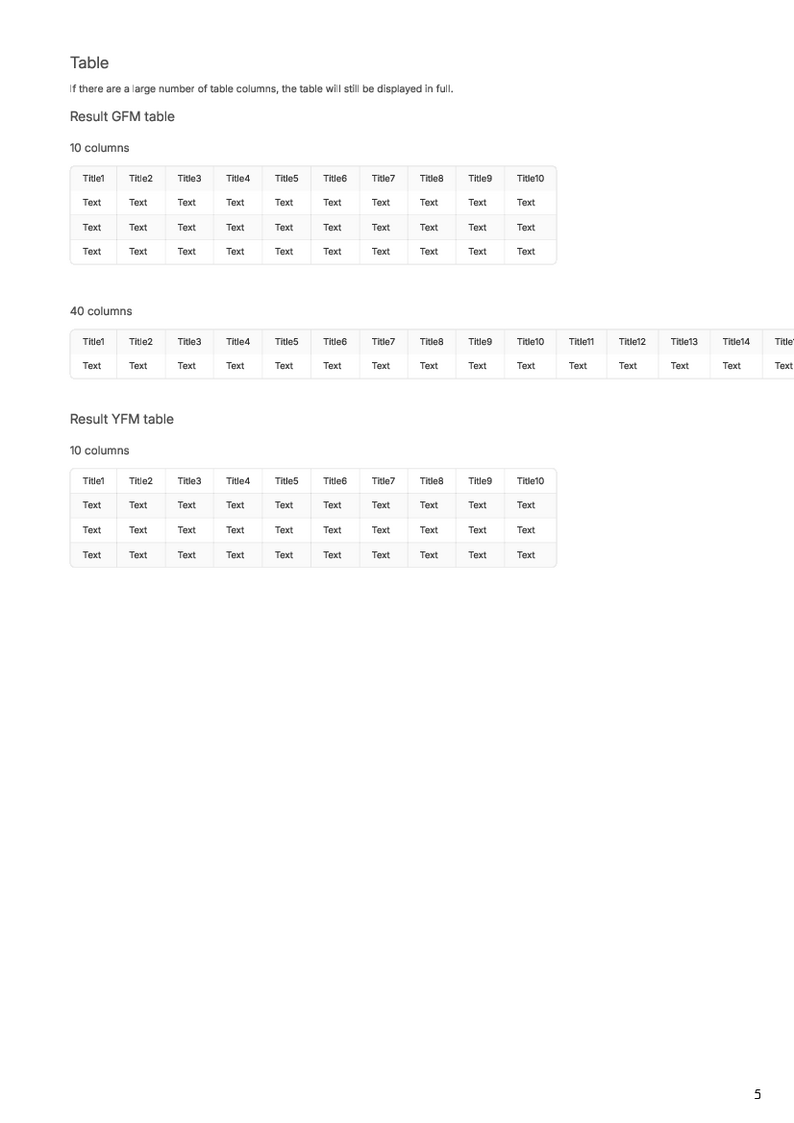 Table
If there are a large number of table columns, the table will still be displayed in full.
Result GFM table
10 columns
Title1 Title2 Title3 Title4 Title5 Title6 Title7 Title8 Title9 Title10
Text Text Text Text Text Text Text Text Text Text
Text Text Text Text Text Text Text Text Text Text
Text Text Text Text Text Text Text Text Text Text
40 columns
Title1 Title2 Title3 Title4 Title5 Title6 Title7 Title8 Title9 Title10 Title11 Title12 Title13 Title14
Text Text Text Text Text Text Text Text Text Text Text Text Text Text Text
Result YFM table
10 columns
Title1 Title2 Title3 Title4 Title5 Title6 Title7 Title8 Title9 Title10
Text Text Text Text Text Text Text Text Text Text
Text Text Text Text Text Text Text Text Text Text
Text Text Text Text Text Text Text Text Text Text
5